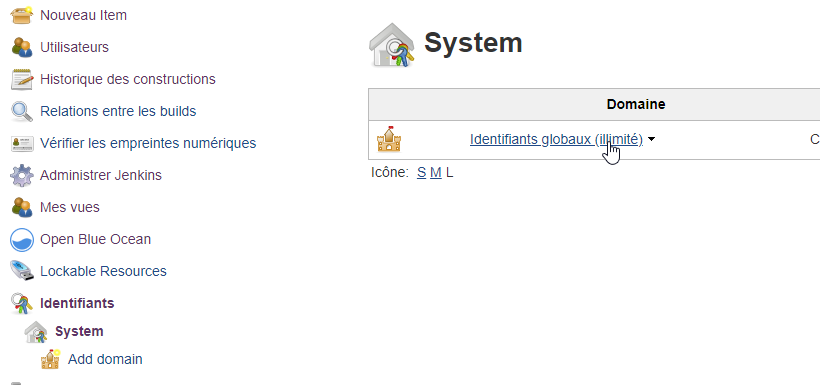 Nouveau Item
Utilisateurs
Historique des constructions
Relations entre les builds
Vérifier les empreintes numériques
Administrer Jenkins
Mes vues
Open Blue Ocean
Lockable Resources
Identifiants
System
Add domain
System
Domaine
Identifiants globaux (illimité)
C
Icône: S M L